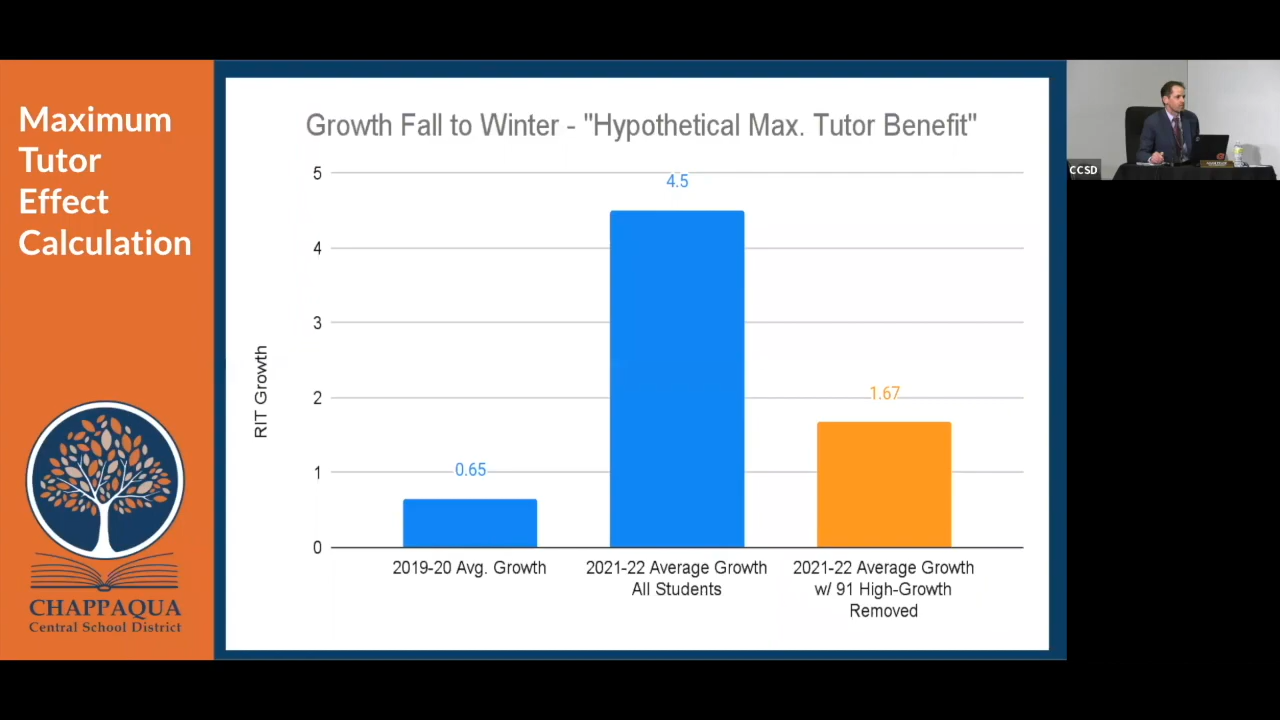 Maximum
Tutor
Effect
Calculation
CHAPPAQUA
Central School District
Growth Fall to Winter - "Hypothetical Max. Tutor Benefit"
RIT Growth
5
4
3
2
1
0
0.65
4.5
1.67
2019-20 Avg. Growth
2021-22 Average Growth
All Students
2021-22 Average Growth
w/ 91 High-Growth
Removed
CCSD